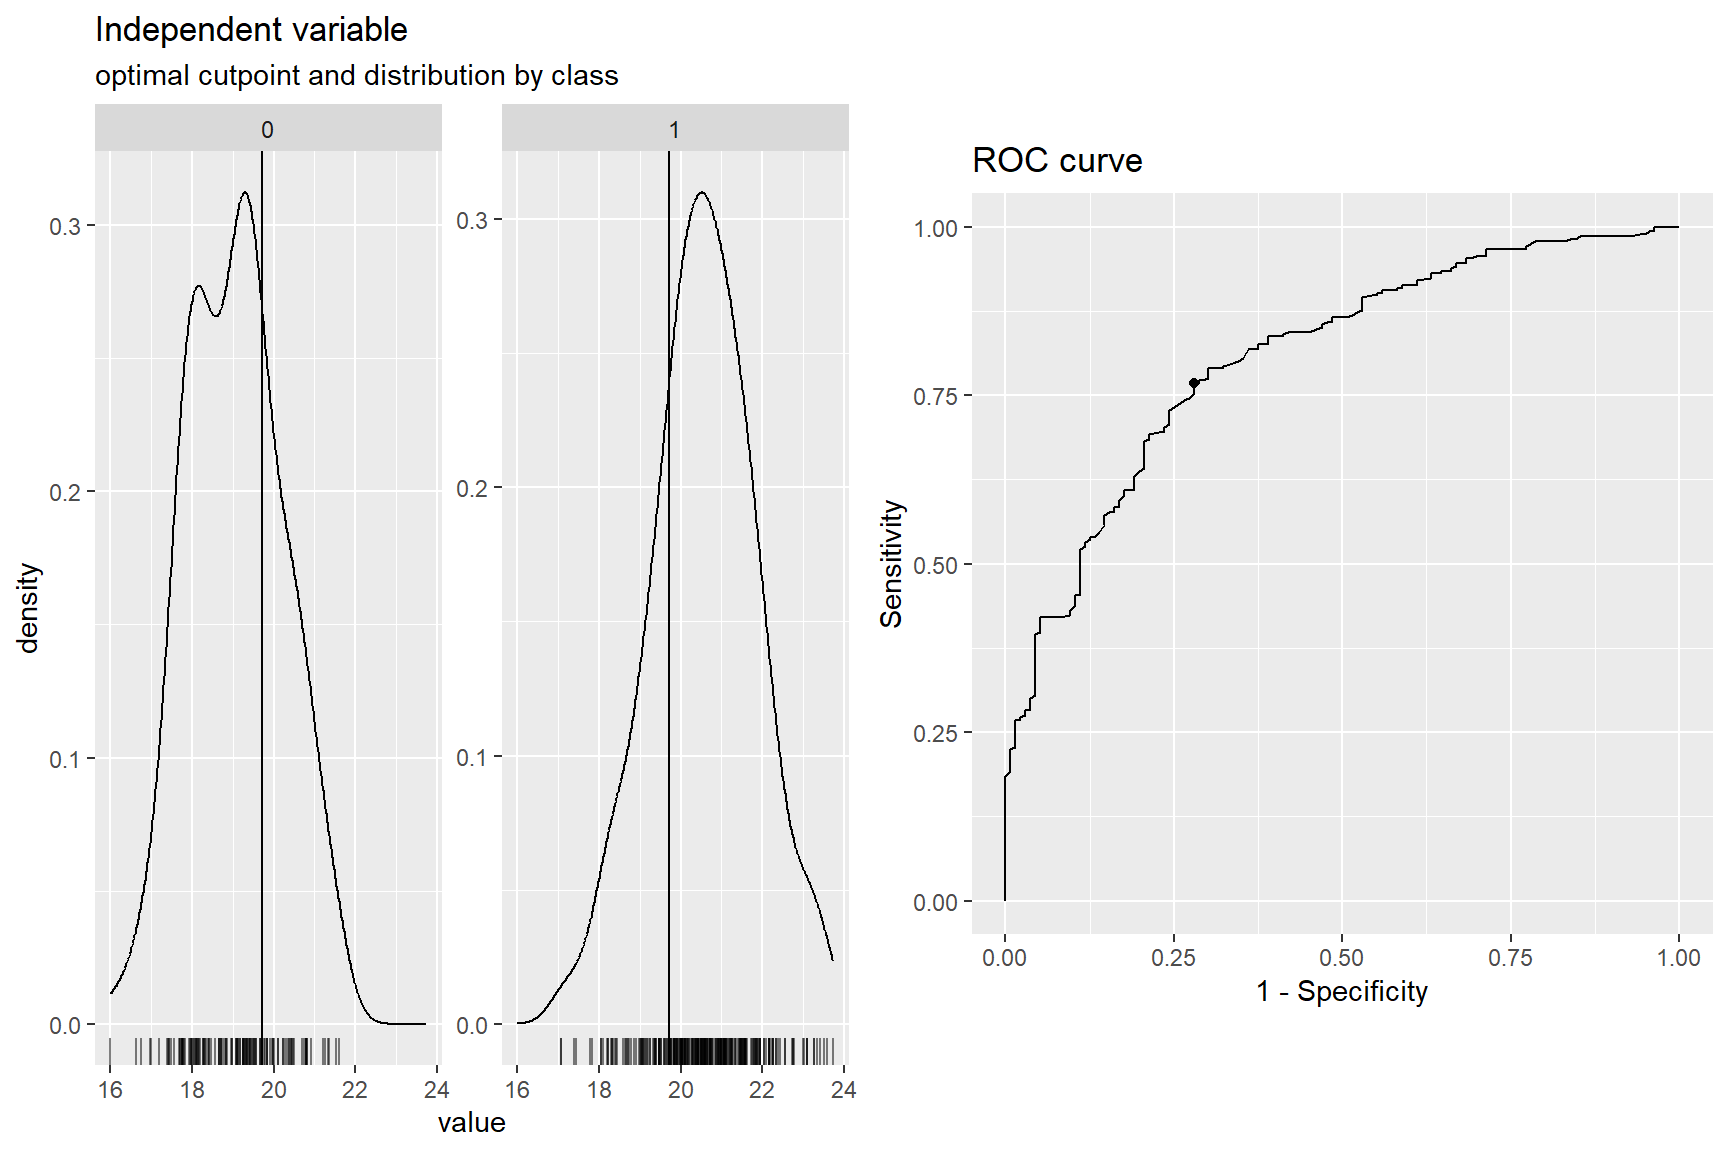 Independent variable
optimal cutpoint and distribution by class
0
1
density
0.3
0.2
0.1
0.0
0.3
0.2
0.1
0.0
16 18 20 22 24
16 18 20 22 24
value
ROC curve
Sensitivity
1.00
0.75
0.50
0.25
0.00
0.00 0.25 0.50 0.75 1.00
1 - Specificity